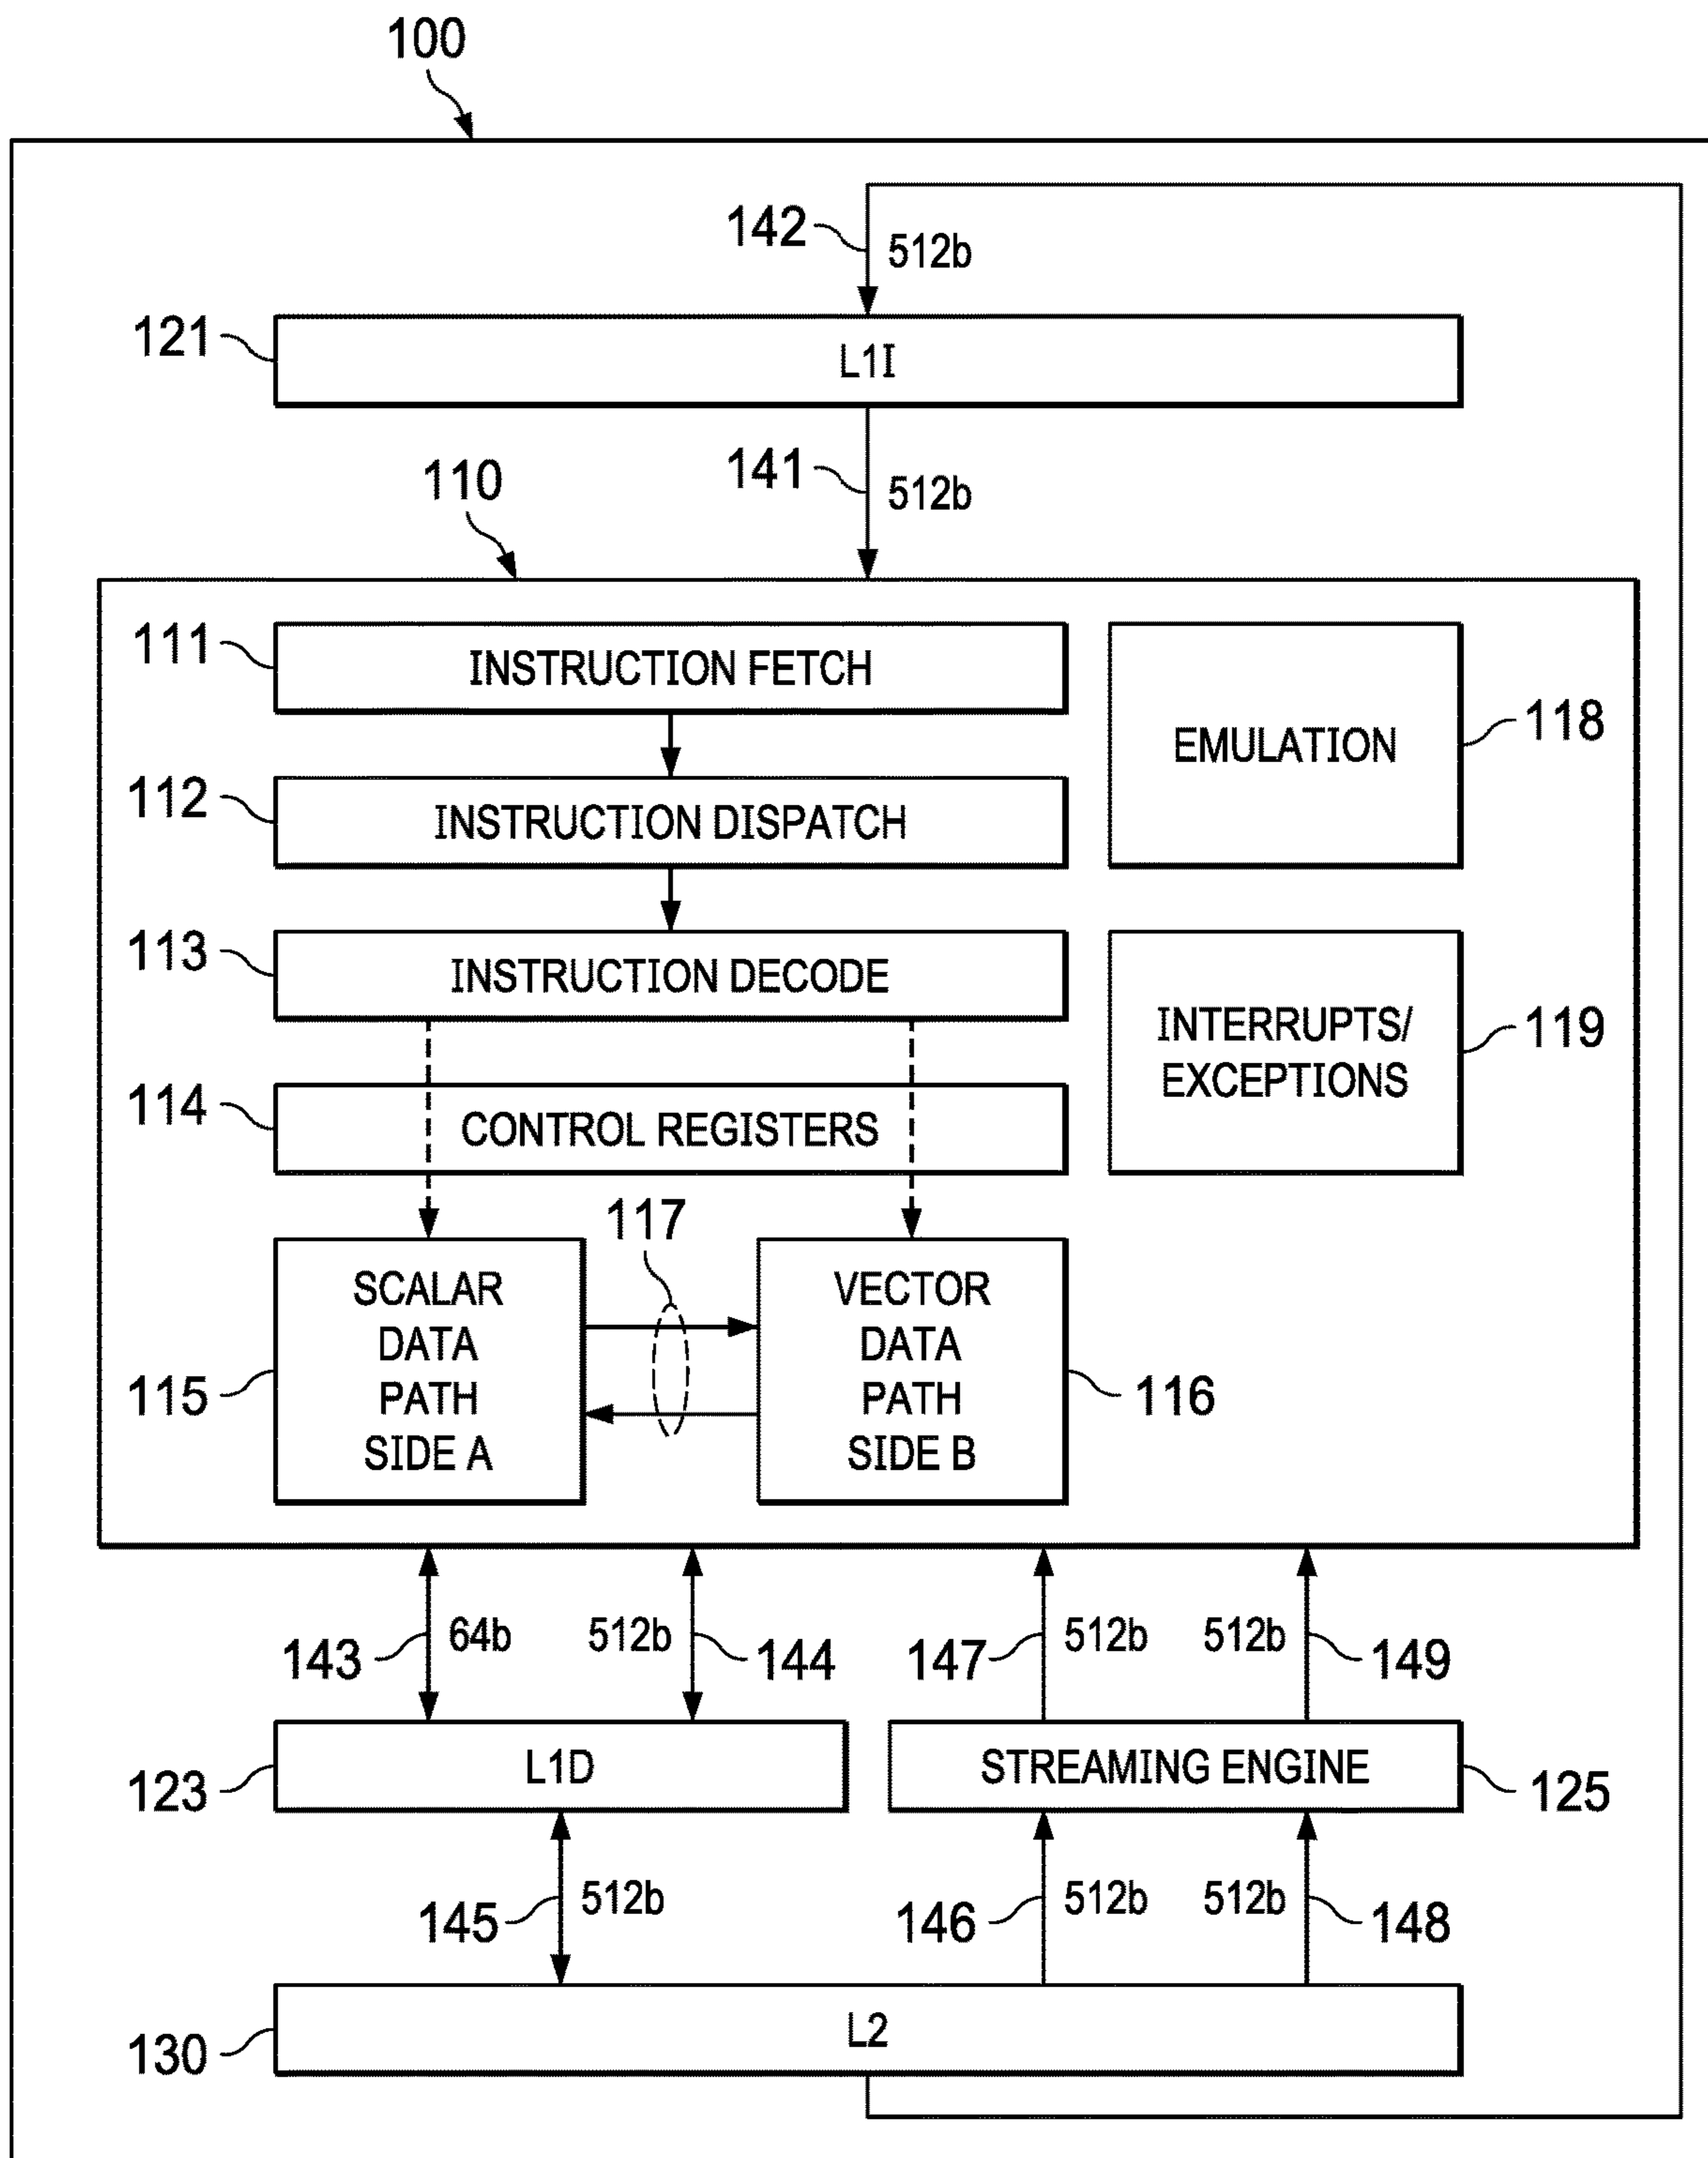 100
142
512b
121
L1I
141
512b
110
111
INSTRUCTION FETCH
118
EMULATION
112
INSTRUCTION DISPATCH
113
INSTRUCTION DECODE
119
INTERRUPTS/
EXCEPTIONS
114
CONTROL REGISTERS
117
115
SCALAR
DATA
PATH
SIDE A
VECTOR
DATA
PATH
SIDE B
116
143
64b
512b
144
147
512b
512b
149
123
L1D
STREAMING ENGINE
125
145
512b
146
512b
512b
148
130
L2